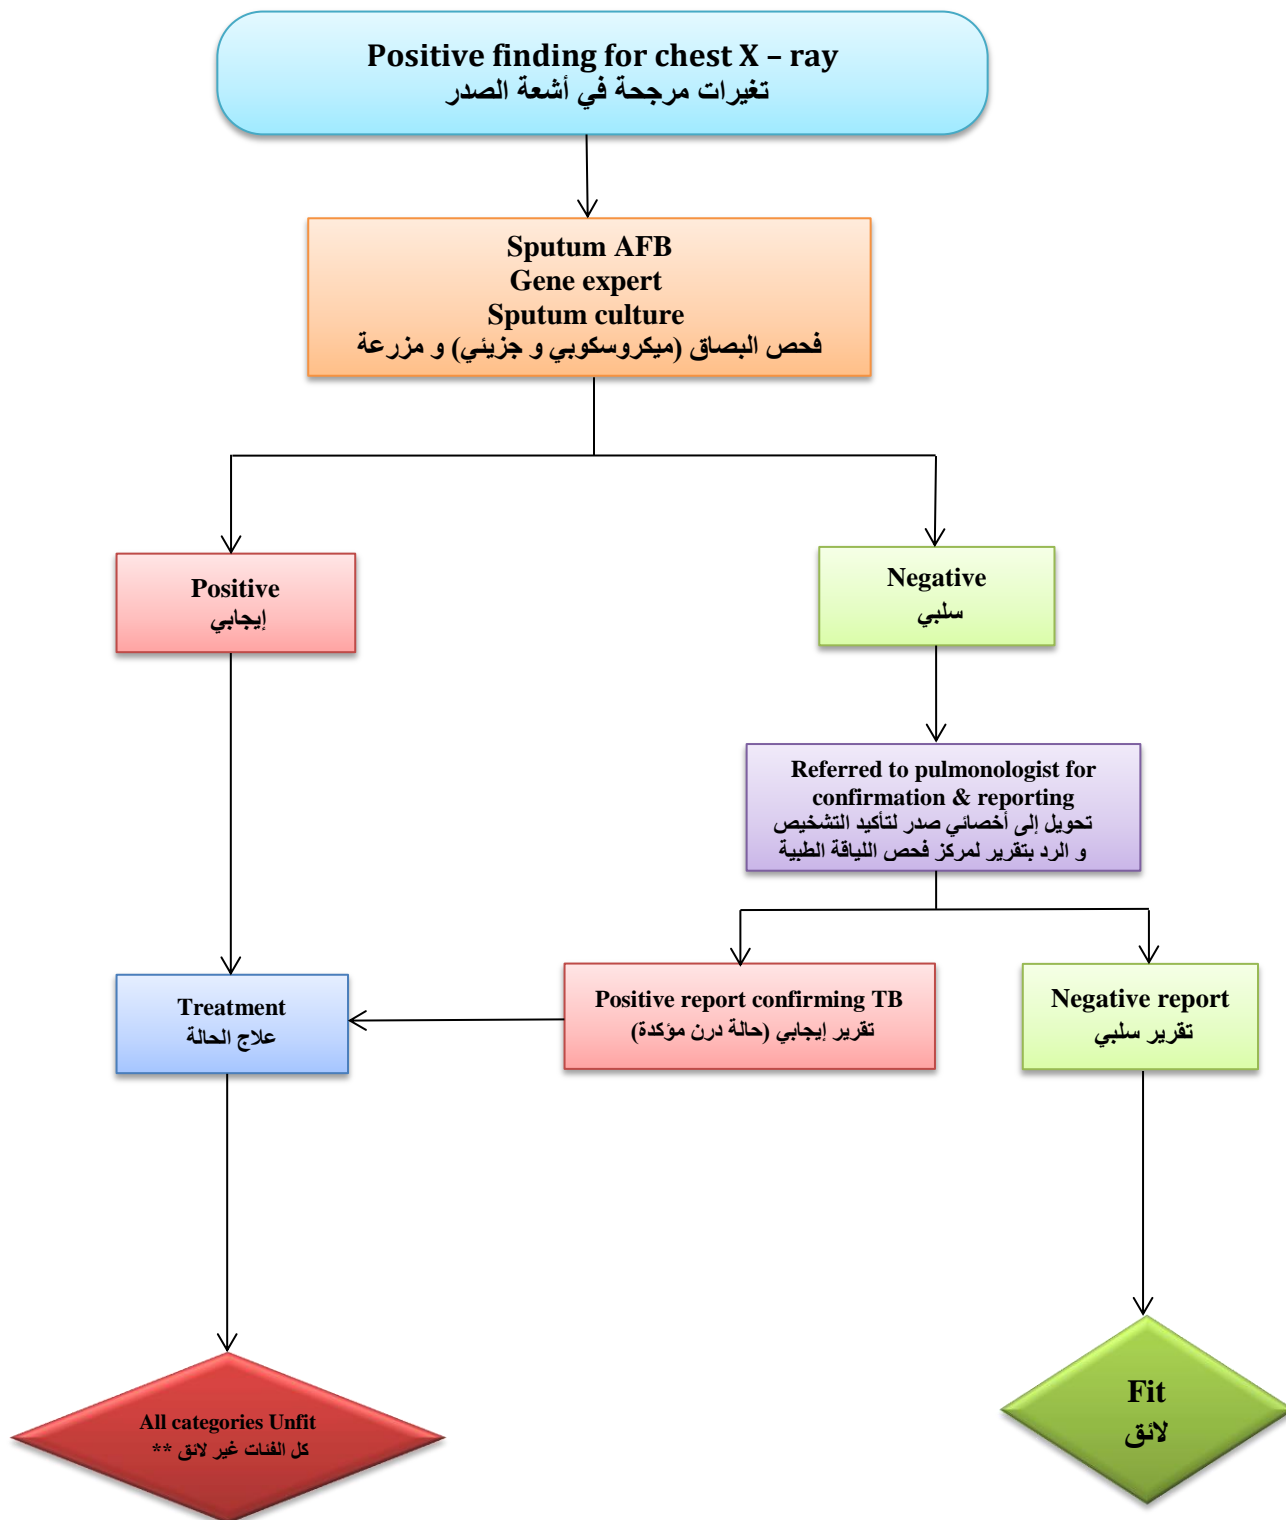 Positive finding for chest X – ray
تغيرات مرجحة في أشعة الصدر
Sputum AFB
Gene expert
Sputum culture
فحص البصاق (ميكروسكوبي و جزيئي) و مزرعة
Positive
إيجابي
Negative
سلبي
Referred to pulmonologist for
confirmation & reporting
تحويل إلى أخصائي صدر لتأكيد التشخيص
و الرد بتقرير لمركز فحص اللياقة الطبية
Treatment
علاج الحالة
Positive report confirming TB
تقرير إيجابي (حالة درن مؤكدة)
Negative report
تقرير سلبي
All categories Unfit
كل الفئات غير لائق **
Fit
لائق